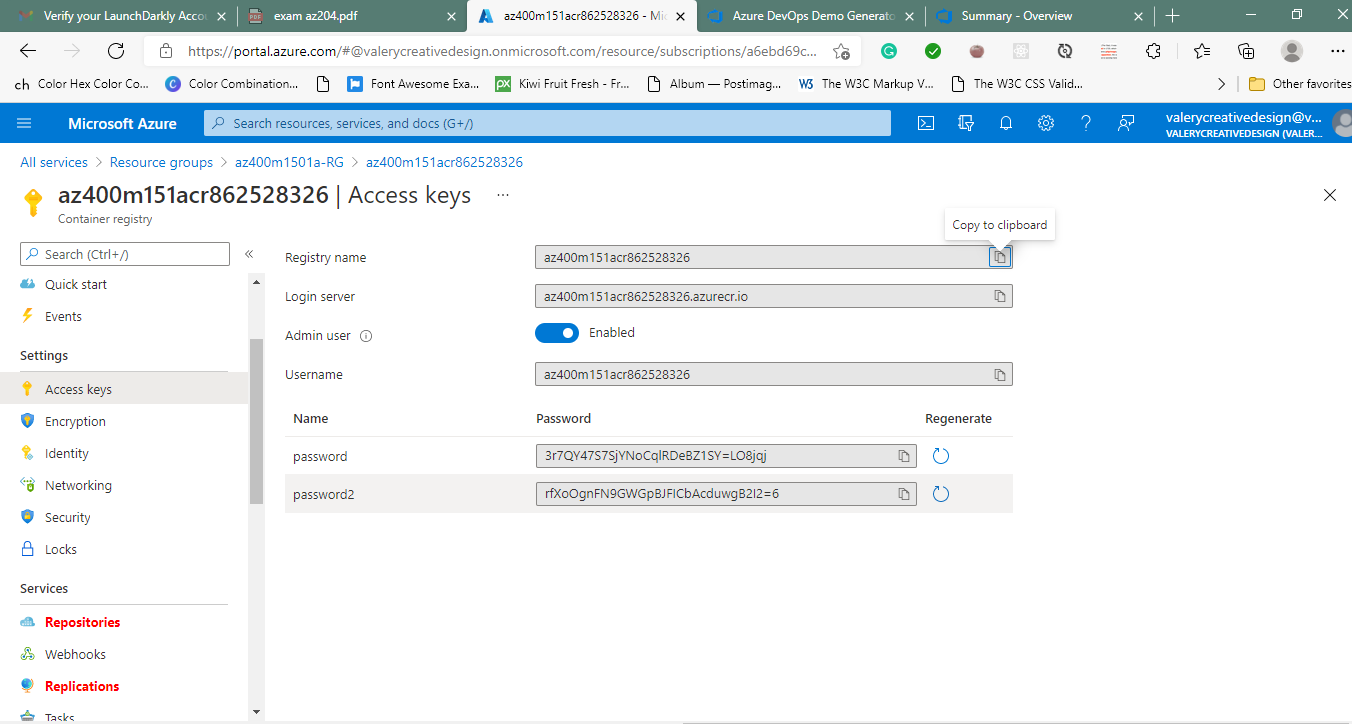 Verify your LaunchDarkly Accou
exam az204.pdf
az400m151acr862528326 - Mic
Azure DevOps Demo Generato
Summary - Overview
https://portal.azure.com/#@valerycreativedesign.onmicrosoft.com/resource/subscriptions/a6ebd69c...
ch Color Hex Color Co...
Color Combination...
Font Awesome Exa...
Kiwi Fruit Fresh - Fr...
Album — Postimag...
The W3C Markup V...
The W3C CSS Valid...
Other favorites
Microsoft Azure
Search resources, services, and docs (G+/)
valerycreativedesign@v...
VALERYCREATIVEDESIGN (VALER...
All services > Resource groups > az400m1501a-RG > az400m151acr862528326
az400m151acr862528326 | Access keys ...
Container registry
Copy to clipboard
Search (Ctrl+/)
«
Quick start
Events
Settings
Access keys
Encryption
Identity
Networking
Security
Locks
Services
Repositories
Webhooks
Replications
Tasks
Registry name
az400m151acr862528326
Login server
az400m151acr862528326.azurecr.io
Admin user
Enabled
Username
az400m151acr862528326
Name Password Regenerate
password 3r7QY47S7SjYNoCqlRDeBZ1SY=LO8jqj
password2 rfXoOgnFN9GWGpBJFICbAcduwgB2I2=6